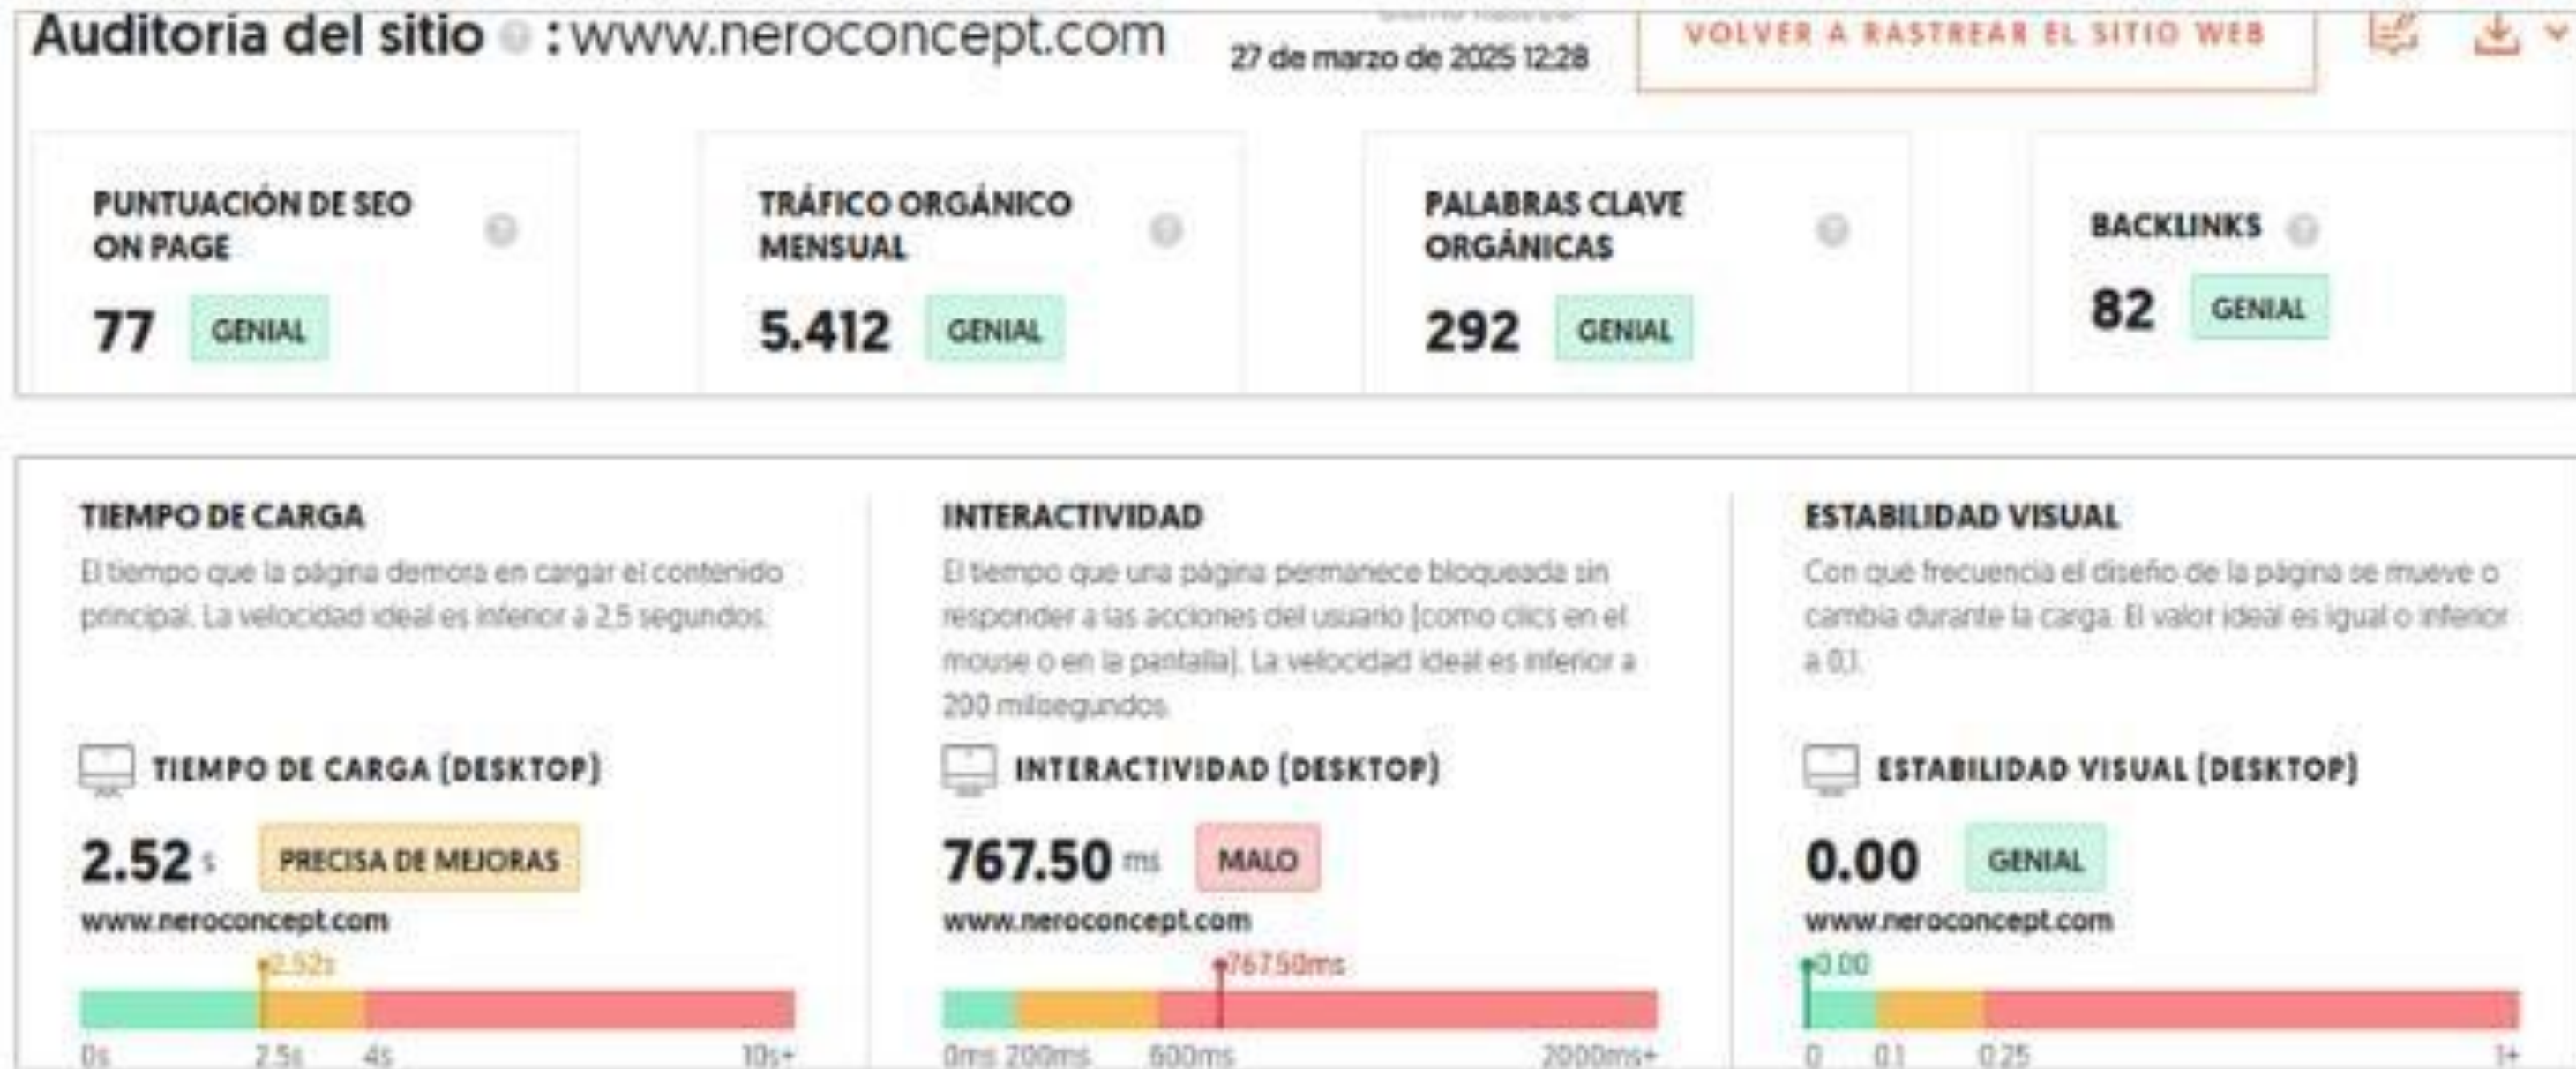 Auditoría del sitio : www.neroconcept.com
27 de marzo de 2025 12:28
VOLVER A RASTREAR EL SITIO WEB
PUNTUACIÓN DE SEO
ON PAGE
77 GENIAL
TRÁFICO ORGÁNICO
MENSUAL
5.412 GENIAL
PALABRAS CLAVE
ORGÁNICAS
292 GENIAL
BACKLINKS
82 GENIAL
TIEMPO DE CARGA
El tiempo que la página demora en cargar el contenido
principal. La velocidad ideal es inferior a 2,5 segundos.
TIEMPO DE CARGA (DESKTOP)
2.52 s PRECISA DE MEJORAS
www.neroconcept.com
2.52s
0s 2.5s 4s 10s+
INTERACTIVIDAD
El tiempo que una página permanece bloqueada sin
responder a las acciones del usuario (como clics en el
mouse o en la pantalla). La velocidad ideal es inferior a
200 milisegundos.
INTERACTIVIDAD (DESKTOP)
767.50 ms MALO
www.neroconcept.com
767.50ms
0ms 200ms 600ms 2000ms+
ESTABILIDAD VISUAL
Con qué frecuencia el diseño de la página se mueve o
cambia durante la carga. El valor ideal es igual o inferior
a 0,1.
ESTABILIDAD VISUAL (DESKTOP)
0.00 GENIAL
www.neroconcept.com
0.00
0 0.1 0.25 1+